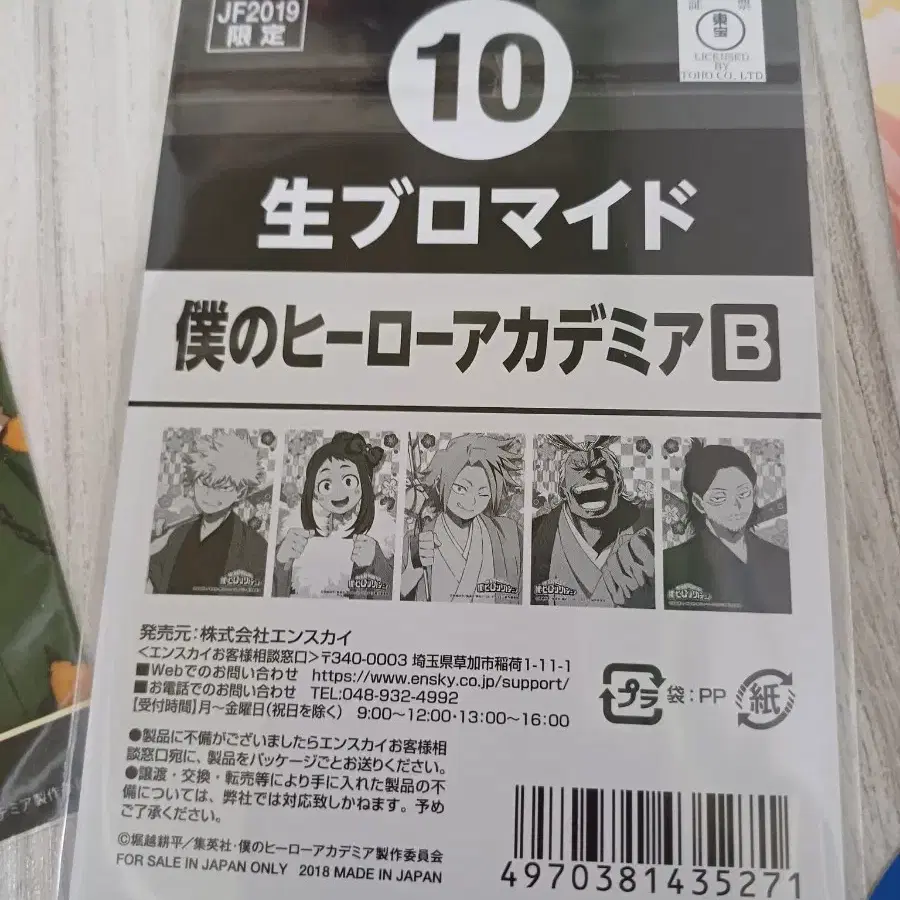 JF2019
限定
10
証 票
東宝
LICENSED
BY
TOHO CO., LTD
生ブロマイド
僕のヒーローアカデミア B
発売元:株式会社エンスカイ
<エンスカイお客様相談窓口>〒340-0003 埼玉県草加市稲荷1-11-1
■Webでのお問い合わせ https://www.ensky.co.jp/support/
■お電話でのお問い合わせ TEL:048-932-4992
[受付時間]月〜金曜日(祝日を除く) 9:00〜12:00・13:00〜16:00
プラ 袋:PP 紙
●製品に不備がございましたらエンスカイお客様相
談窓口宛に、製品をパッケージごとお送りください。
●譲渡・交換・転売等により手に入れた製品の不
備については、弊社では対応致しかねます。予め
ご了承ください。
©堀越耕平/集英社・僕のヒーローアカデミア製作委員会
FOR SALE IN JAPAN ONLY 2018 MADE IN JAPAN
4970381435271
デミア製作